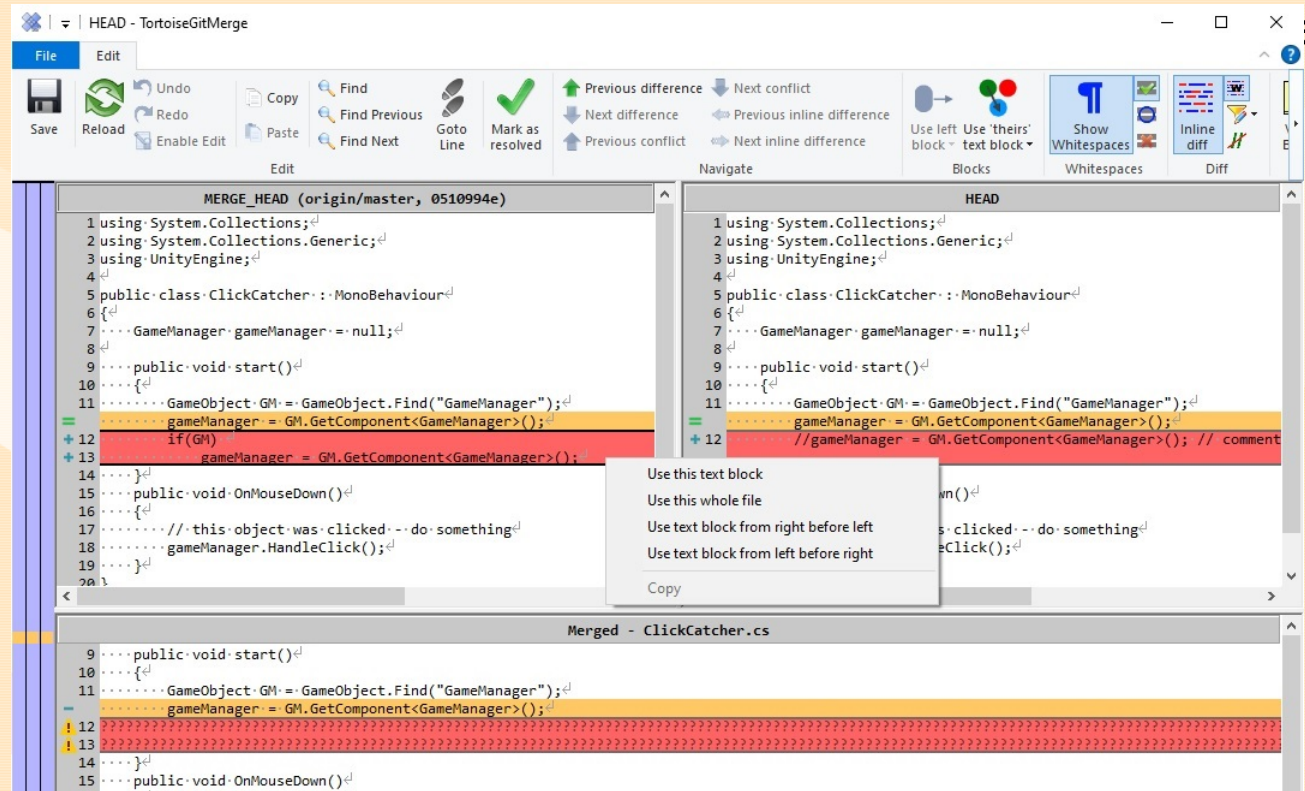 HEAD - TortoiseGitMerge
File Edit
Save
Reload
Undo
Redo
Enable Edit
Copy
Paste
Find
Find Previous
Find Next
Goto Line
Mark as resolved
Edit
Previous difference
Next difference
Previous conflict
Next conflict
Previous inline difference
Next inline difference
Navigate
Use left block
Use 'theirs' text block
Blocks
Show Whitespaces
Whitespaces
Inline diff
Diff
MERGE_HEAD (origin/master, 0510994e)
1 using·System.Collections;
2 using·System.Collections.Generic;
3 using·UnityEngine;
4
5 public·class·ClickCatcher·:·MonoBehaviour
6 {
7 ····GameManager·gameManager·=·null;
8
9 ····public·void·start()
10 ····{
11 ········GameObject·GM·=·GameObject.Find("GameManager");
········gameManager·=·GM.GetComponent<GameManager>();
12 ········if(GM)·
13 ············gameManager = GM.GetComponent<GameManager>();
14 ····}
15 ····public·void·OnMouseDown()
16 ····{
17 ········//·this·object·was·clicked·-·do·something
18 ········gameManager.HandleClick();
19 ····}
20 }
HEAD
1 using·System.Collections;
2 using·System.Collections.Generic;
3 using·UnityEngine;
4
5 public·class·ClickCatcher·:·MonoBehaviour
6 {
7 ····GameManager·gameManager·=·null;
8
9 ····public·void·start()
10 ····{
11 ········GameObject·GM·=·GameObject.Find("GameManager");
········gameManager·=·GM.GetComponent<GameManager>();
12 ········//gameManager = GM.GetComponent<GameManager>(); // comment
wn()
s·clicked·-·do·something
eClick();
Use this text block
Use this whole file
Use text block from right before left
Use text block from left before right
Copy
Merged - ClickCatcher.cs
9 ····public·void·start()
10 ····{
11 ········GameObject·GM·=·GameObject.Find("GameManager");
········gameManager·=·GM.GetComponent<GameManager>();
12
13
14 ····}
15 ····public·void·OnMouseDown()